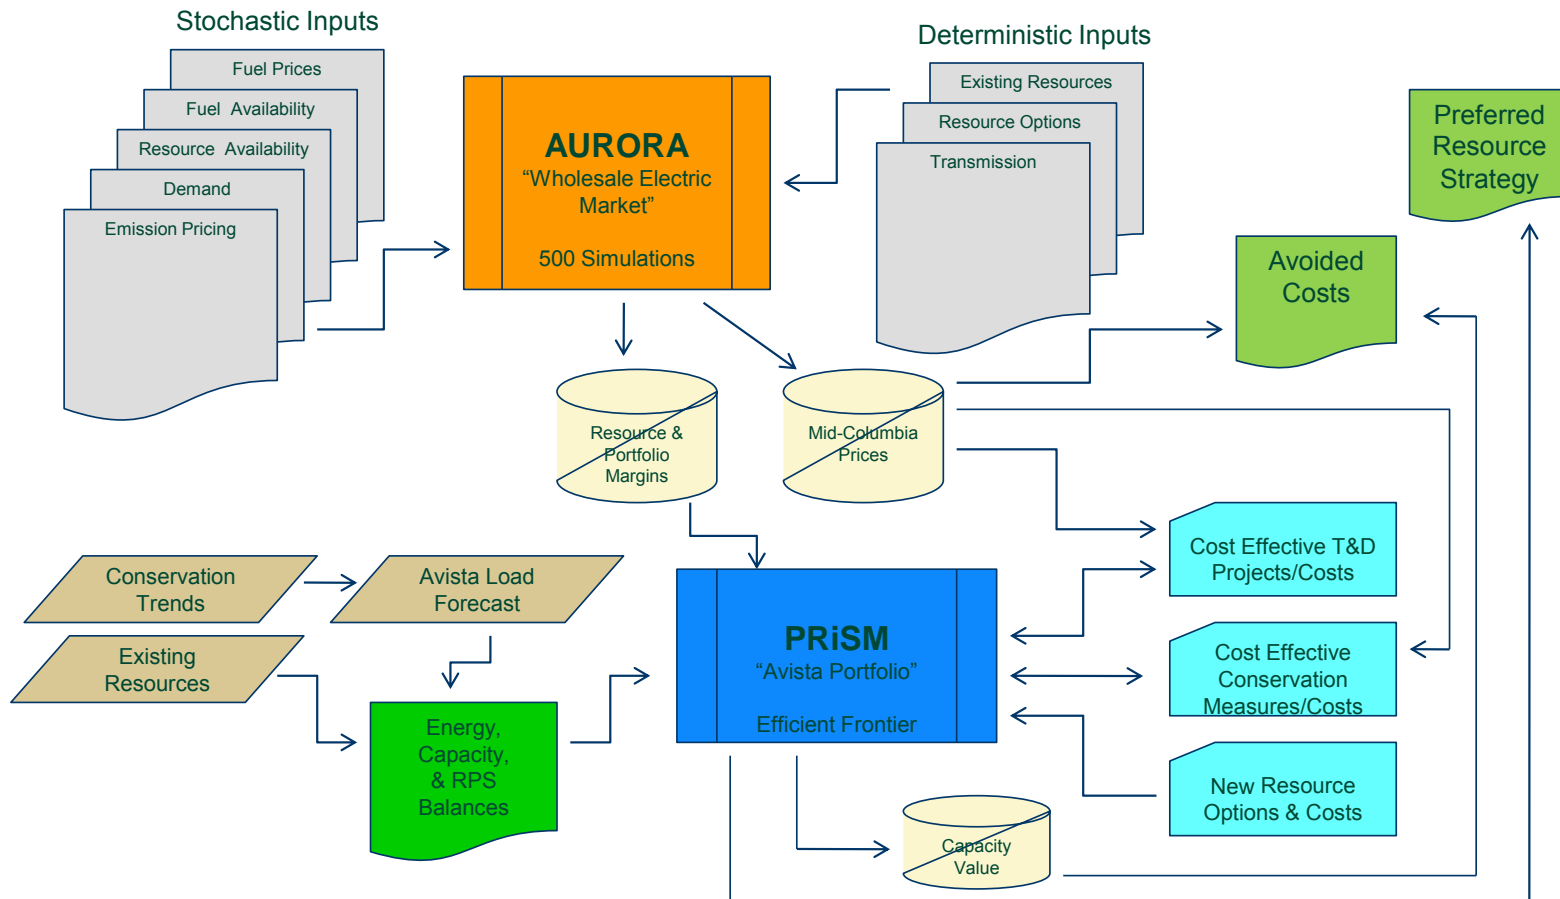 Stochastic Inputs
Deterministic Inputs
Fuel Prices
Fuel Availability
Resource Availability
Demand
Emission Pricing
AURORA
“Wholesale Electric
Market”
500 Simulations
Existing Resources
Resource Options
Transmission
Preferred
Resource
Strategy
Avoided
Costs
Resource &
Portfolio
Margins
Mid-Columbia
Prices
Conservation
Trends
Avista Load
Forecast
Existing
Resources
Energy,
Capacity,
& RPS
Balances
PRiSM
“Avista Portfolio”
Efficient Frontier
Cost Effective T&D
Projects/Costs
Cost Effective
Conservation
Measures/Costs
New Resource
Options & Costs
Capacity
Value